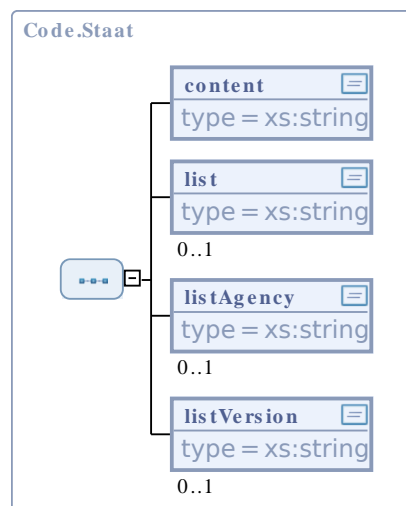 Code.Staat
content
type = xs:string
list
type = xs:string
0..1
listAgency
type = xs:string
0..1
listVersion
type = xs:string
0..1